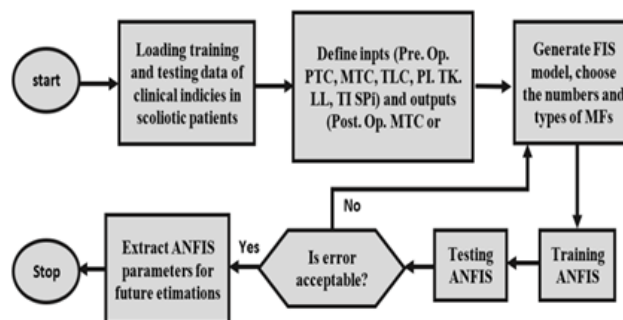 start
Loading training
and testing data of
clinical indicies in
scoliotic patients
Define inpts (Pre. Op.
PTC, MTC, TLC, PI. TK.
LL, TI SPi) and outputs
(Post. Op. MTC or
Generate FIS
model, choose
the numbers and
types of MFs
Training
ANFIS
Testing
ANFIS
Is error
acceptable?
No
Yes
Extract ANFIS
parameters for
future etimations
Stop